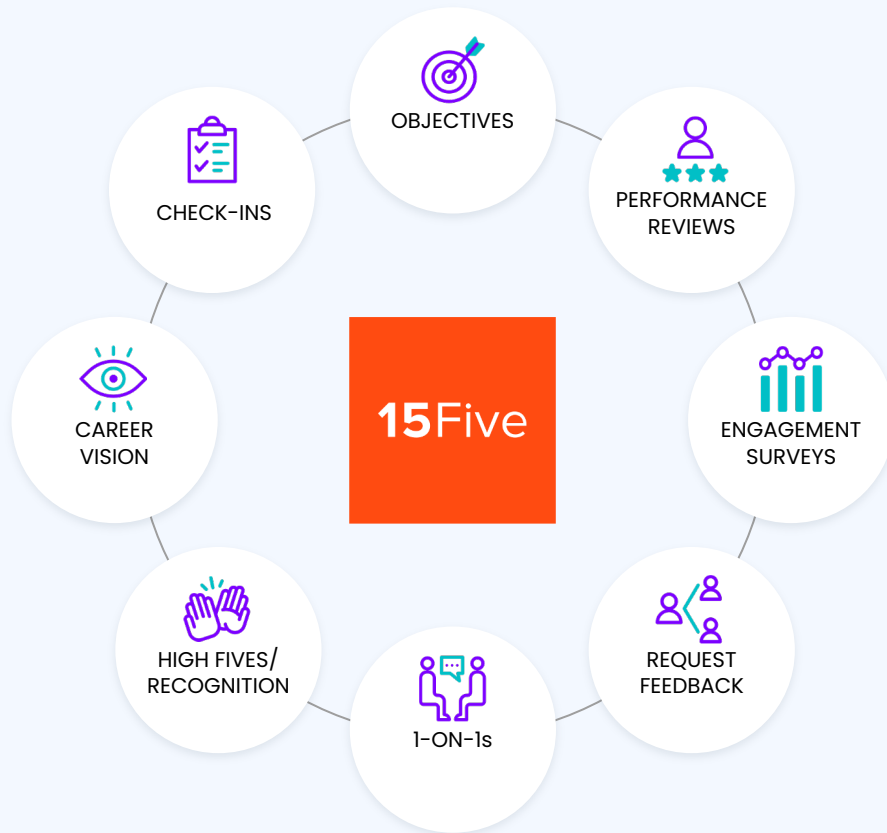 OBJECTIVES
PERFORMANCE
REVIEWS
ENGAGEMENT
SURVEYS
REQUEST
FEEDBACK
1-ON-1s
HIGH FIVES/
RECOGNITION
CAREER
VISION
CHECK-INS
15Five